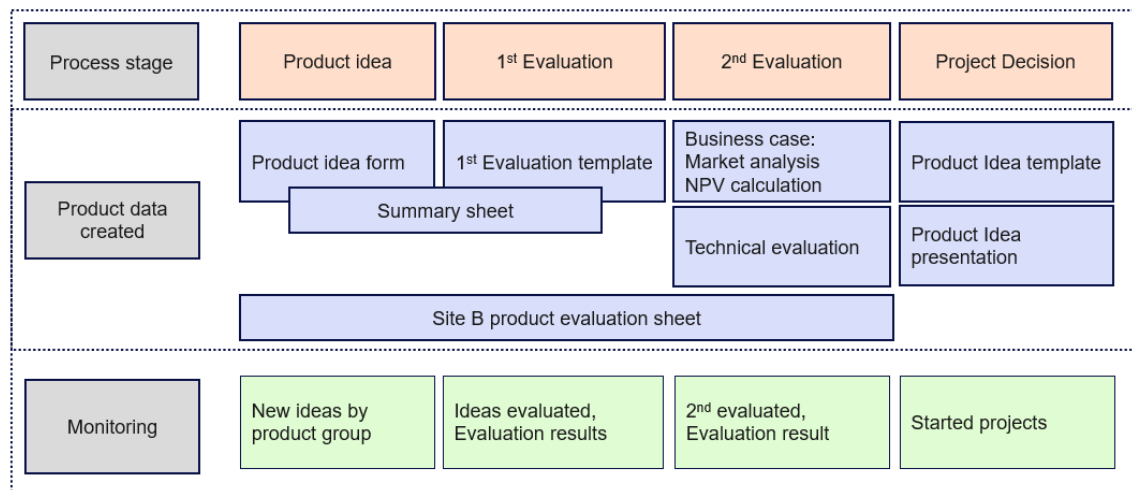 Process stage
Product idea
1st Evaluation
2nd Evaluation
Project Decision
Product data
created
Product idea form
1st Evaluation template
Business case:
Market analysis
NPV calculation
Product Idea template
Summary sheet
Technical evaluation
Product Idea
presentation
Site B product evaluation sheet
Monitoring
New ideas by
product group
Ideas evaluated,
Evaluation results
2nd evaluated,
Evaluation result
Started projects